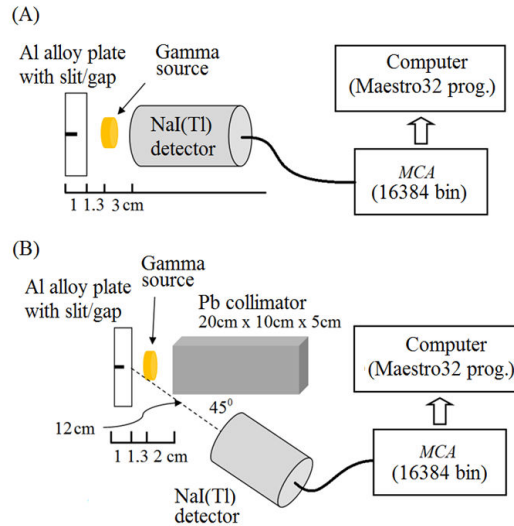 (A)
Al alloy plate
with slit/gap
Gamma
source
NaI(Tl)
detector
Computer
(Maestro32 prog.)
MCA
(16384 bin)
1 1.3 3 cm
(B)
Al alloy plate
with slit/gap
Gamma
source
Pb collimator
20cm x 10cm x 5cm
Computer
(Maestro32 prog.)
45⁰
12cm
1 1.3 2 cm
MCA
(16384 bin)
NaI(Tl)
detector